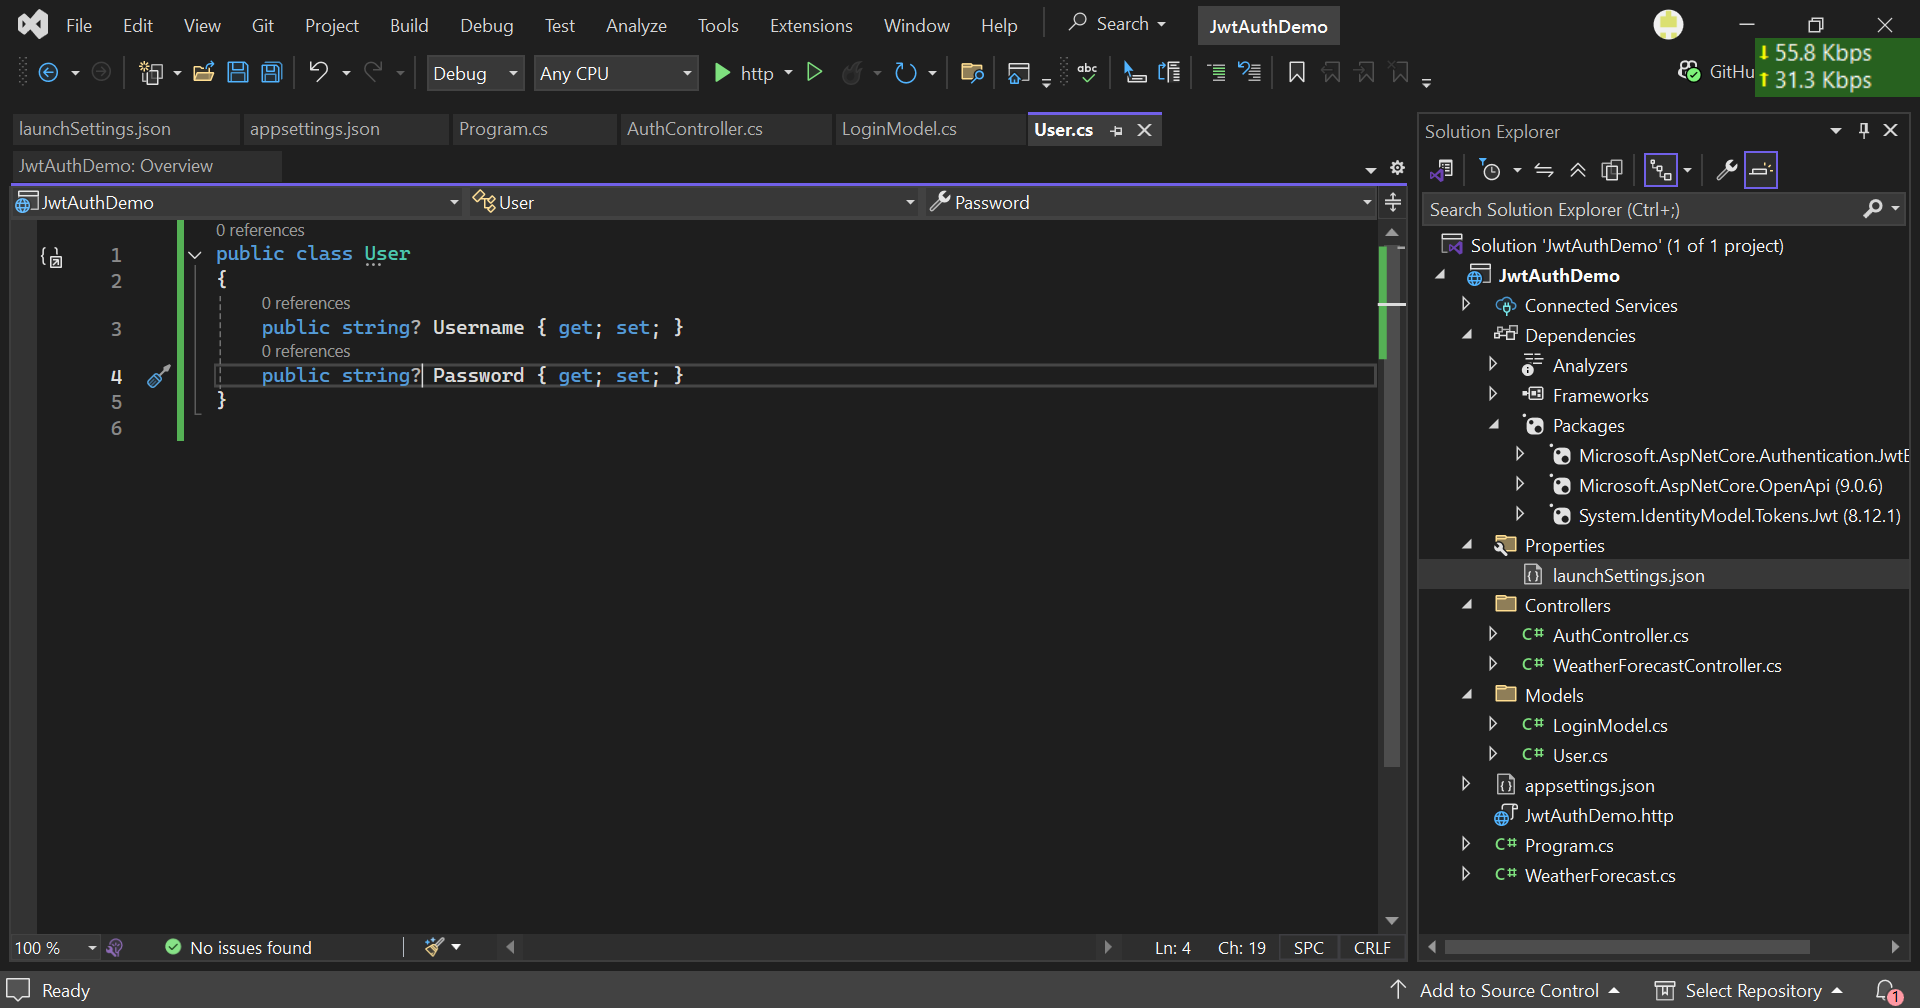 File Edit View Git Project Build Debug Test Analyze Tools Extensions Window Help Search JwtAuthDemo
55.8 Kbps
31.3 Kbps
Debug Any CPU http abc GitHu
launchSettings.json appsettings.json Program.cs AuthController.cs LoginModel.cs User.cs
JwtAuthDemo: Overview
JwtAuthDemo User Password
0 references
1 public class User
2 {
0 references
3 public string? Username { get; set; }
0 references
4 public string? Password { get; set; }
5 }
6
100 % No issues found Ln: 4 Ch: 19 SPC CRLF
Solution Explorer
Search Solution Explorer (Ctrl+;)
Solution 'JwtAuthDemo' (1 of 1 project)
JwtAuthDemo
Connected Services
Dependencies
Analyzers
Frameworks
Packages
Microsoft.AspNetCore.Authentication.JwtB
Microsoft.AspNetCore.OpenApi (9.0.6)
System.IdentityModel.Tokens.Jwt (8.12.1)
Properties
launchSettings.json
Controllers
C# AuthController.cs
C# WeatherForecastController.cs
Models
C# LoginModel.cs
C# User.cs
appsettings.json
JwtAuthDemo.http
C# Program.cs
C# WeatherForecast.cs
Ready Add to Source Control Select Repository 1